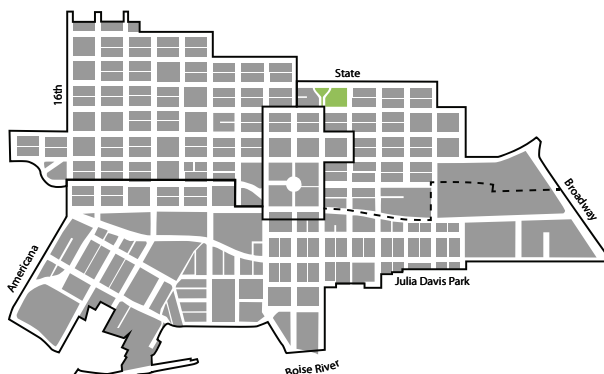 State
16th
Broadway
Americana
Julia Davis Park
Boise River